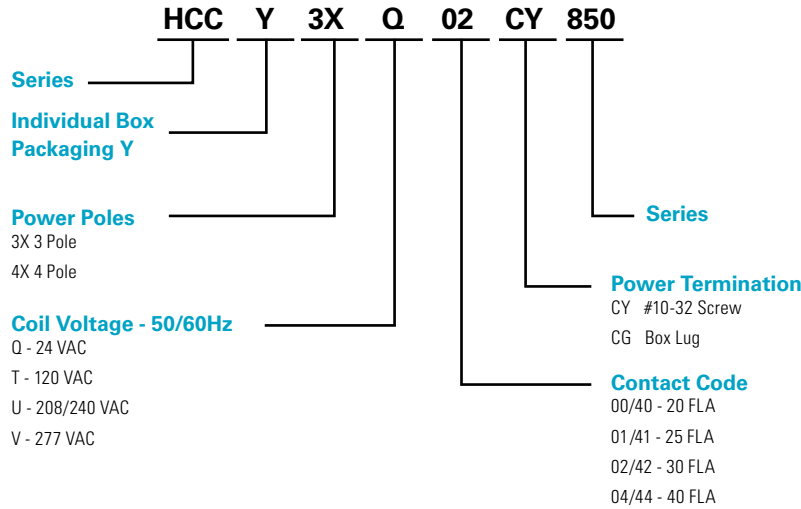 HCC Y 3X Q 02 CY 850
Series
Individual Box
Packaging Y
Power Poles
3X 3 Pole
4X 4 Pole
Coil Voltage - 50/60Hz
Q - 24 VAC
T - 120 VAC
U - 208/240 VAC
V - 277 VAC
Series
Power Termination
CY #10-32 Screw
CG Box Lug
Contact Code
00/40 - 20 FLA
01/41 - 25 FLA
02/42 - 30 FLA
04/44 - 40 FLA